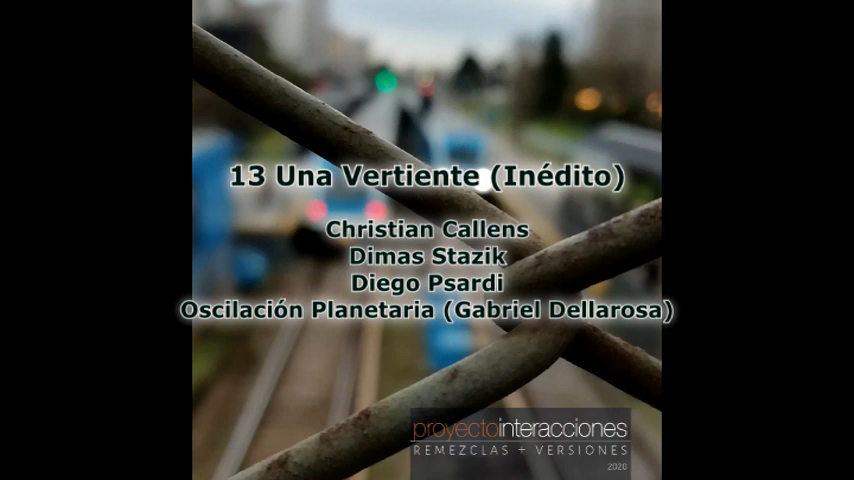 13 Una Vertiente (Inédito)
Christian Callens
Dimas Stazik
Diego Psardi
Oscilación Planetaria (Gabriel Dellarosa)
proyectointeracciones
REMEZCLAS + VERSIONES
2020